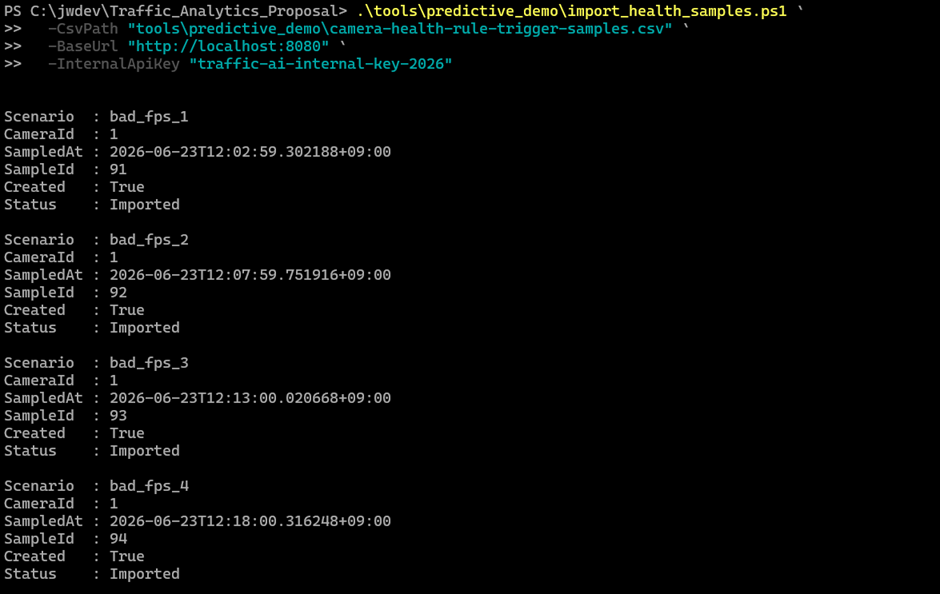 PS C:\jwdev\Traffic_Analytics_Proposal> .\tools\predictive_demo\import_health_samples.ps1 `
>>   -CsvPath "tools\predictive_demo\camera-health-rule-trigger-samples.csv" `
>>   -BaseUrl "http://localhost:8080" `
>>   -InternalApiKey "traffic-ai-internal-key-2026"
Scenario  : bad_fps_1
CameraId  : 1
SampledAt : 2026-06-23T12:02:59.302188+09:00
SampleId  : 91
Created   : True
Status    : Imported
Scenario  : bad_fps_2
CameraId  : 1
SampledAt : 2026-06-23T12:07:59.751916+09:00
SampleId  : 92
Created   : True
Status    : Imported
Scenario  : bad_fps_3
CameraId  : 1
SampledAt : 2026-06-23T12:13:00.020668+09:00
SampleId  : 93
Created   : True
Status    : Imported
Scenario  : bad_fps_4
CameraId  : 1
SampledAt : 2026-06-23T12:18:00.316248+09:00
SampleId  : 94
Created   : True
Status    : Imported